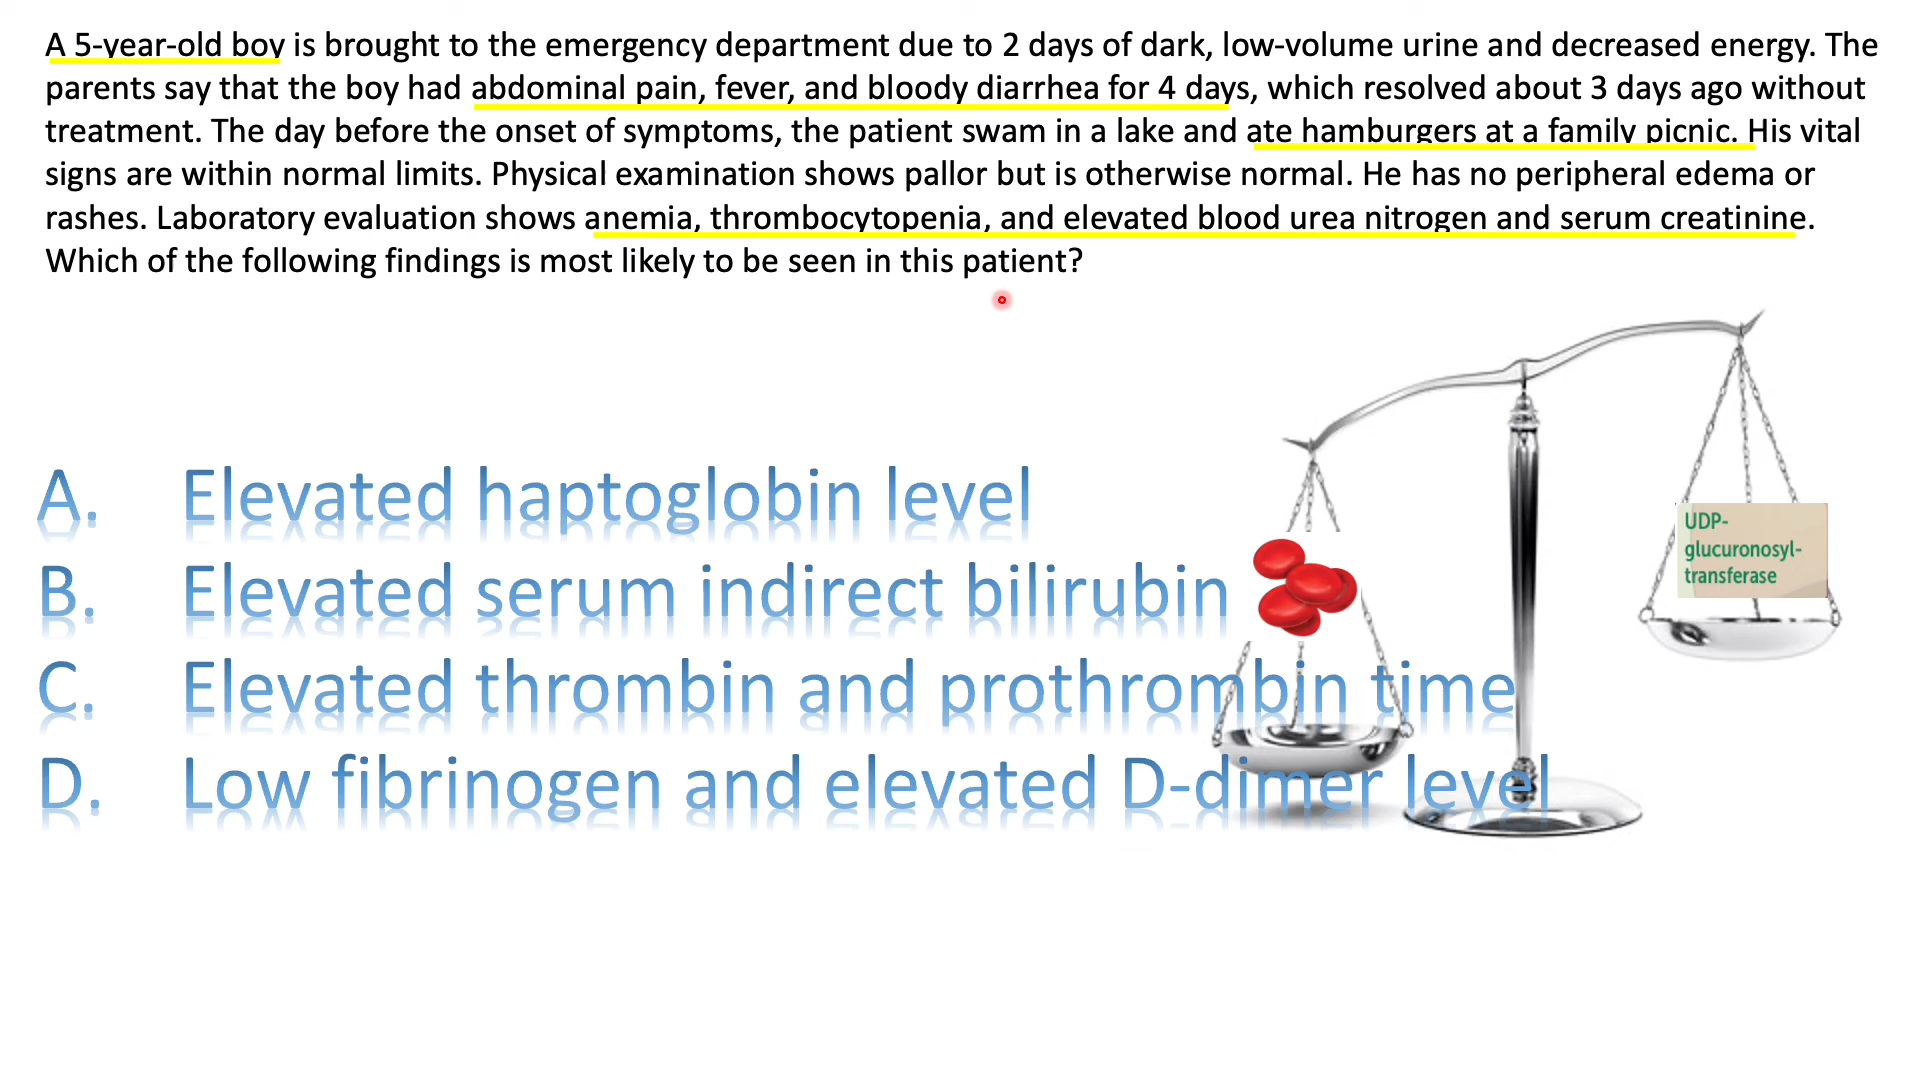 A 5-year-old boy is brought to the emergency department due to 2 days of dark, low-volume urine and decreased energy. The
parents say that the boy had abdominal pain, fever, and bloody diarrhea for 4 days, which resolved about 3 days ago without
treatment. The day before the onset of symptoms, the patient swam in a lake and ate hamburgers at a family picnic. His vital
signs are within normal limits. Physical examination shows pallor but is otherwise normal. He has no peripheral edema or
rashes. Laboratory evaluation shows anemia, thrombocytopenia, and elevated blood urea nitrogen and serum creatinine.
Which of the following findings is most likely to be seen in this patient?
A. Elevated haptoglobin level
B. Elevated serum indirect bilirubin
C. Elevated thrombin and prothrombin time
D. Low fibrinogen and elevated D-dimer level
UDP-
glucuronosyl-
transferase